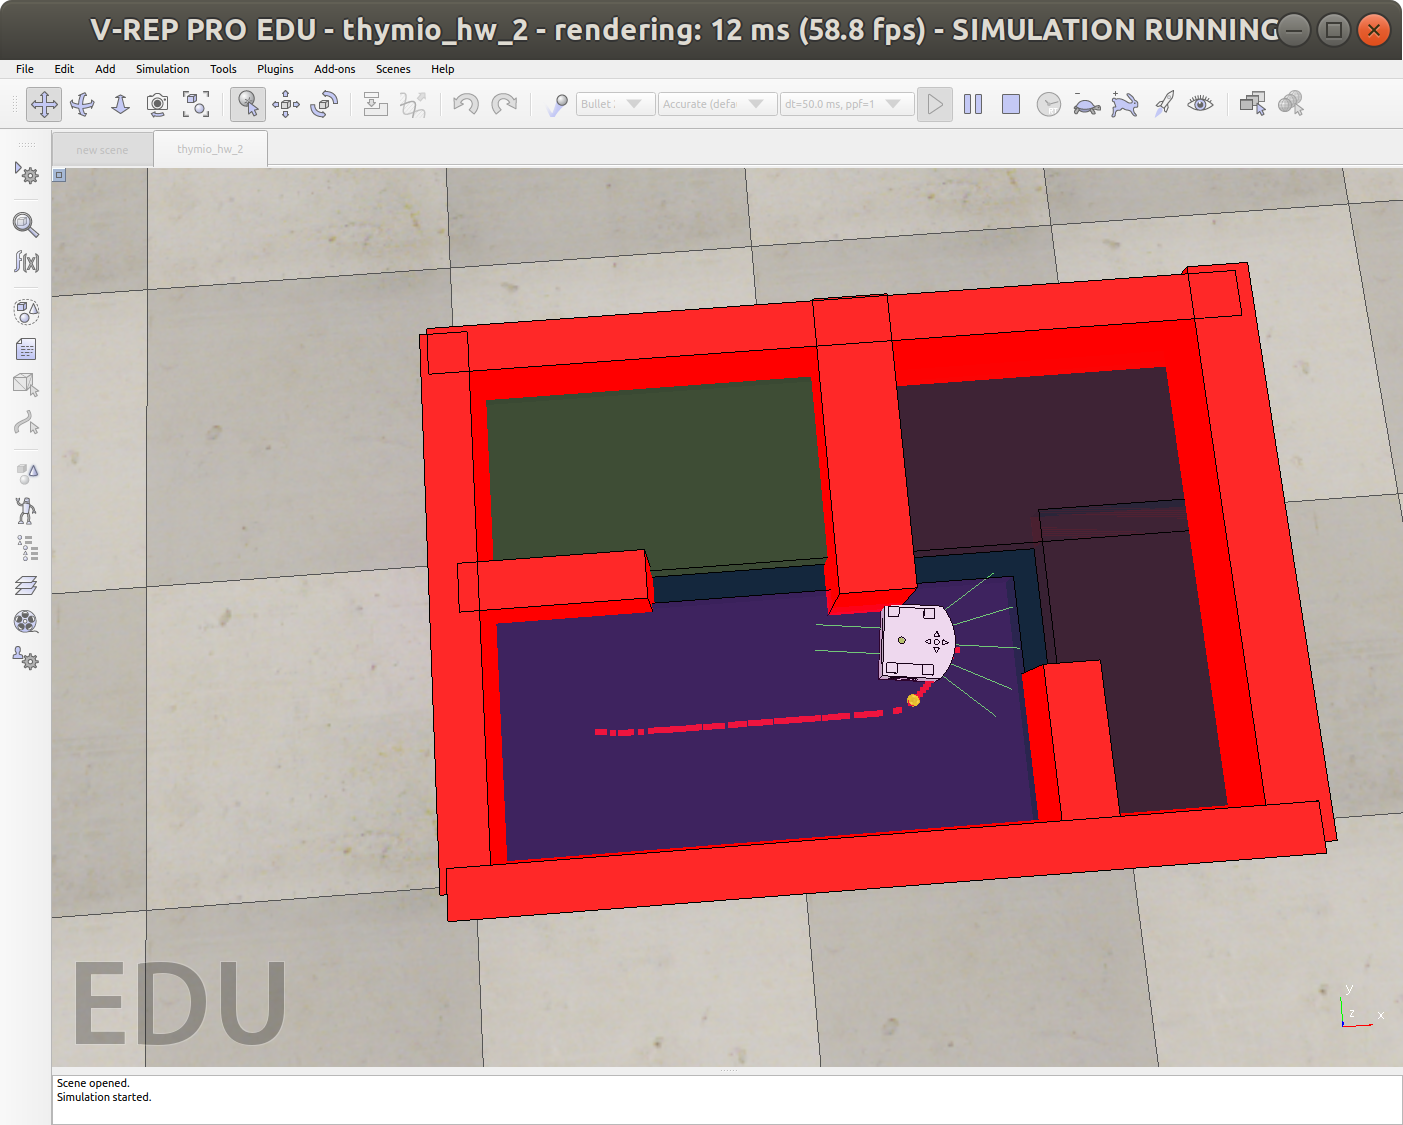 V-REP PRO EDU - thymio_hw_2 - rendering: 12 ms (58.8 fps) - SIMULATION RUNNING
File Edit Add Simulation Tools Plugins Add-ons Scenes Help
Bullet Accurate (defa dt=50.0 ms, ppf=1
new scene thymio_hw_2
f(x)
EDU
y
z x
Scene opened.
Simulation started.